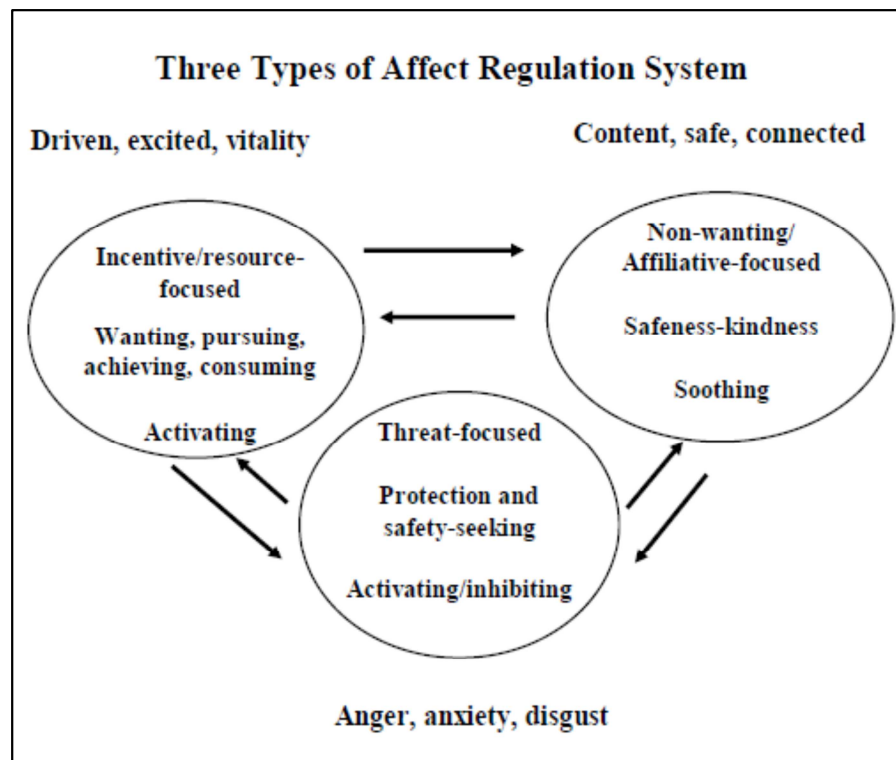 Three Types of Affect Regulation System
Driven, excited, vitality
Content, safe, connected
Incentive/resource-
focused
Wanting, pursuing,
achieving, consuming
Activating
Non-wanting/
Affiliative-focused
Safeness-kindness
Soothing
Threat-focused
Protection and
safety-seeking
Activating/inhibiting
Anger, anxiety, disgust